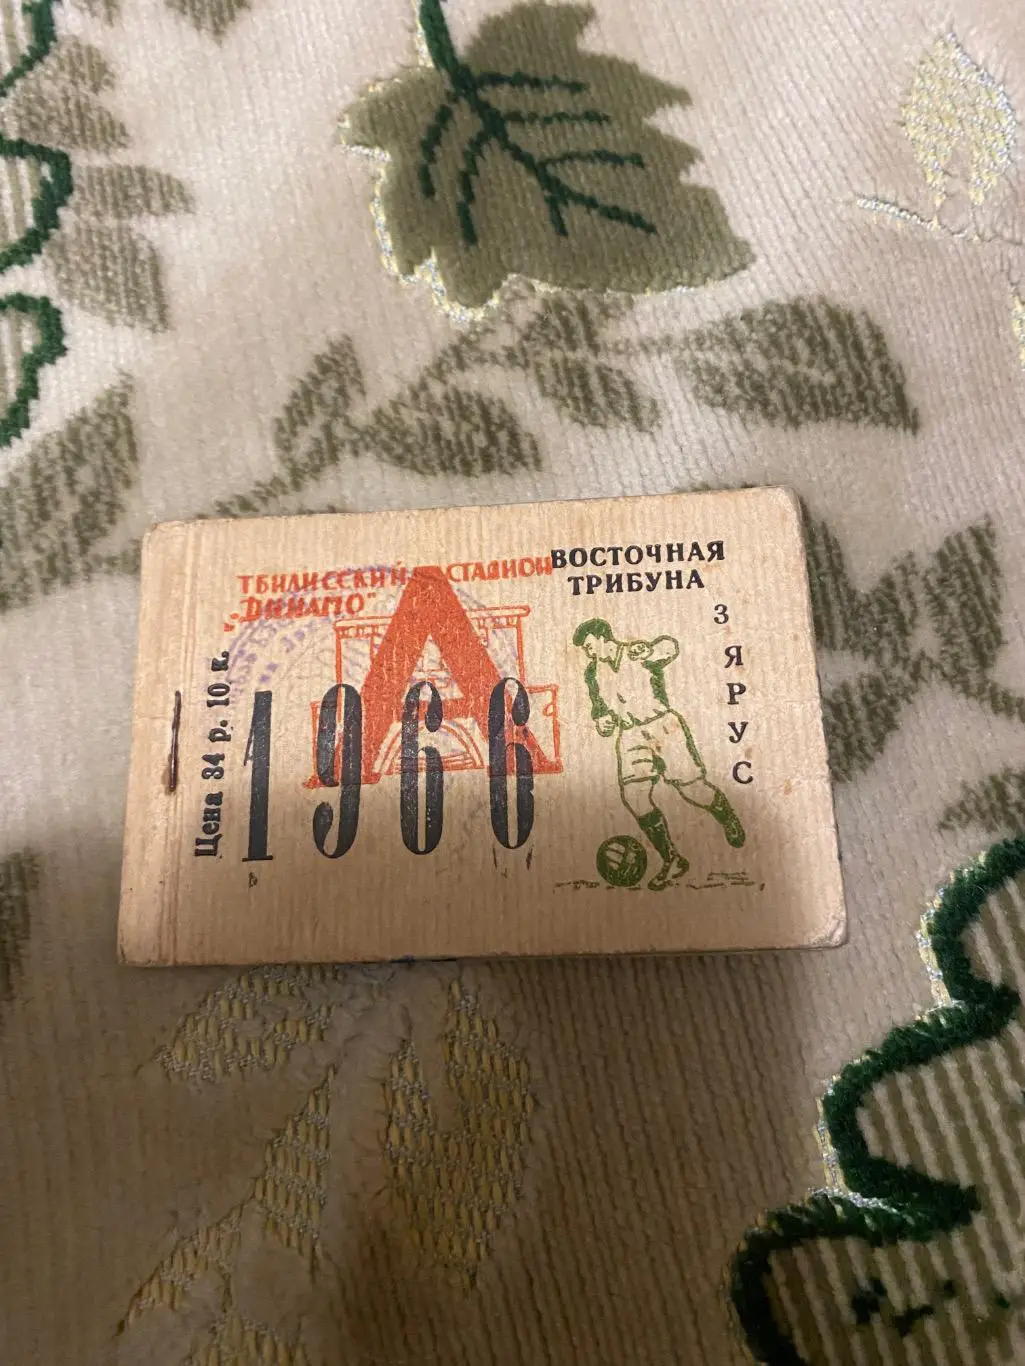 ТБИЛИССКИЙ СТАДИОН
„ДИНАМО"
ВОСТОЧНАЯ
ТРИБУНА
3 ЯРУС
А
1966
Цена 34 р. 10 к.